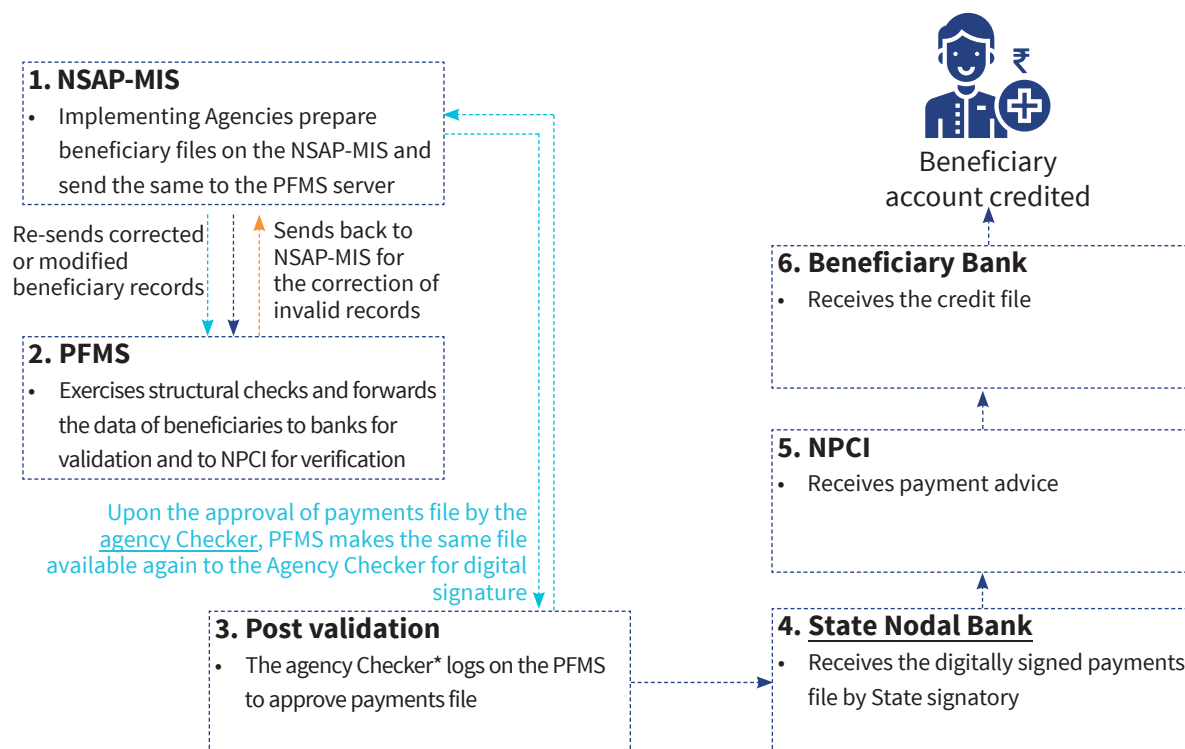 1. NSAP-MIS
• Implementing Agencies prepare
beneficiary files on the NSAP-MIS and
send the same to the PFMS server
Re-sends corrected
or modified
beneficiary records
Sends back to
NSAP-MIS for
the correction of
invalid records
2. PFMS
• Exercises structural checks and forwards
the data of beneficiaries to banks for
validation and to NPCI for verification
Upon the approval of payments file by the
agency Checker, PFMS makes the same file
available again to the Agency Checker for digital
signature
3. Post validation
• The agency Checker* logs on the PFMS
to approve payments file
4. State Nodal Bank
• Receives the digitally signed payments
file by State signatory
5. NPCI
• Receives payment advice
6. Beneficiary Bank
• Receives the credit file
₹
Beneficiary
account credited